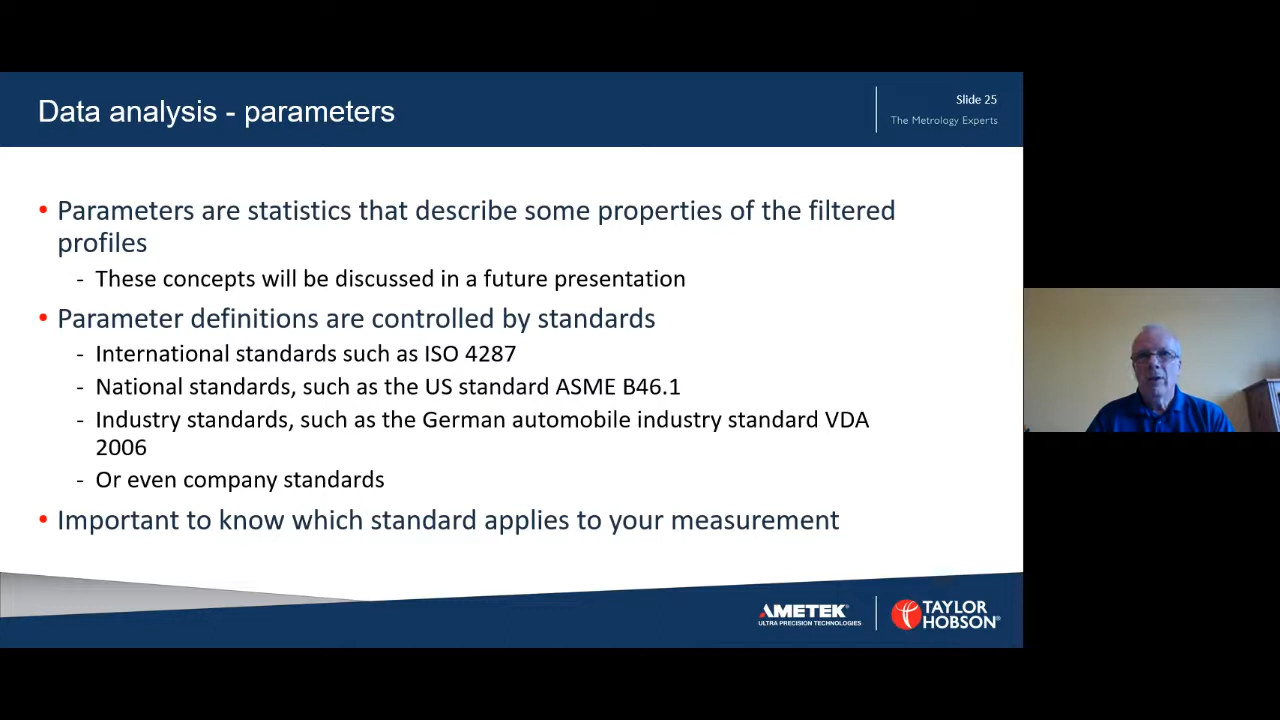 Data analysis - parameters
Slide 25
The Metrology Experts
• Parameters are statistics that describe some properties of the filtered
profiles
- These concepts will be discussed in a future presentation
• Parameter definitions are controlled by standards
- International standards such as ISO 4287
- National standards, such as the US standard ASME B46.1
- Industry standards, such as the German automobile industry standard VDA
2006
- Or even company standards
• Important to know which standard applies to your measurement
AMETEK®
ULTRA PRECISION TECHNOLOGIES
TAYLOR
HOBSON®